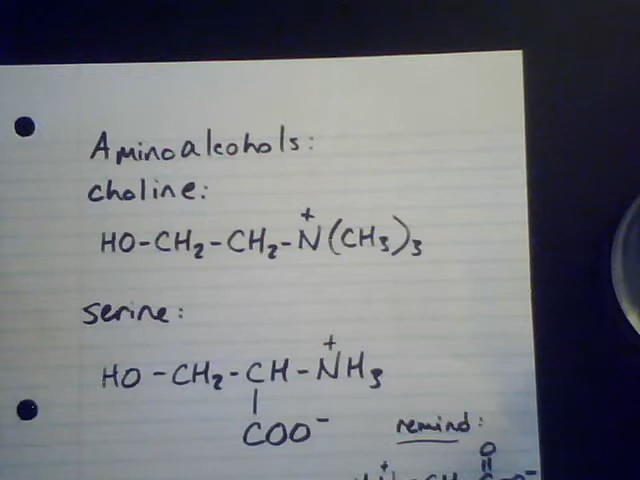 Aminoalcohols:
choline:
HO-CH₂-CH₂-N⁺(CH₃)₃
serine:
HO-CH₂-CH-N⁺H₃
COO⁻
remind:
O